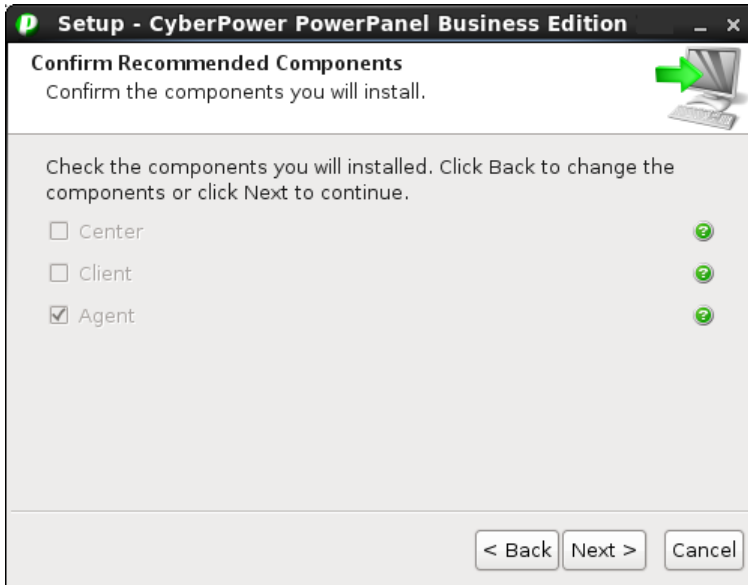 Setup - CyberPower PowerPanel Business Edition
Confirm Recommended Components
Confirm the components you will install.
Check the components you will installed. Click Back to change the
components or click Next to continue.
Center
Client
Agent
< Back Next > Cancel